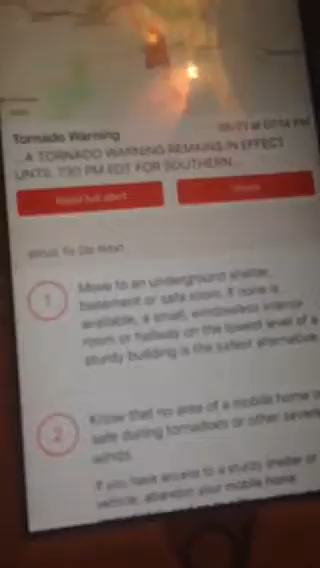 Tornado Warning
...A TORNADO WARNING REMAINS IN EFFECT
UNTIL 730 PM EDT FOR SOUTHERN...
Read full alert
Share
What To Do Next
1
Move to an underground shelter,
basement or safe room. If none is
available, a small, windowless interior
room or hallway on the lowest level of a
sturdy building is the safest alternative.
2
Know that no area of a mobile home is
safe during tornadoes or other severe
winds.
If you have access to a sturdy shelter or
vehicle, abandon your mobile home